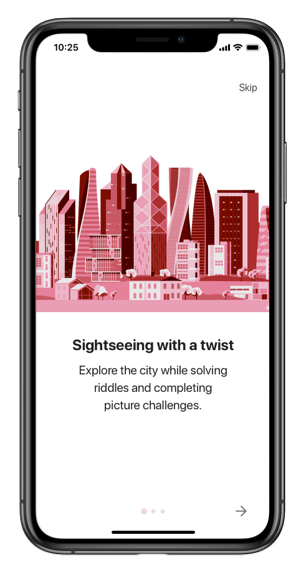 10:25
Skip
Sightseeing with a twist
Explore the city while solving
riddles and completing
picture challenges.